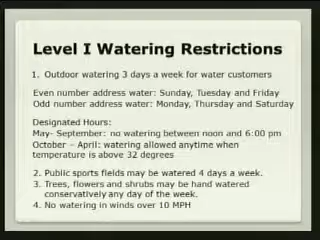 Level I Watering Restrictions
1. Outdoor watering 3 days a week for water customers
Even number address water: Sunday, Tuesday and Friday
Odd number address water: Monday, Thursday and Saturday
Designated Hours:
May- September: no watering between noon and 6:00 pm
October – April: watering allowed anytime when
temperature is above 32 degrees
2. Public sports fields may be watered 4 days a week.
3. Trees, flowers and shrubs may be hand watered
conservatively any day of the week.
4. No watering in winds over 10 MPH